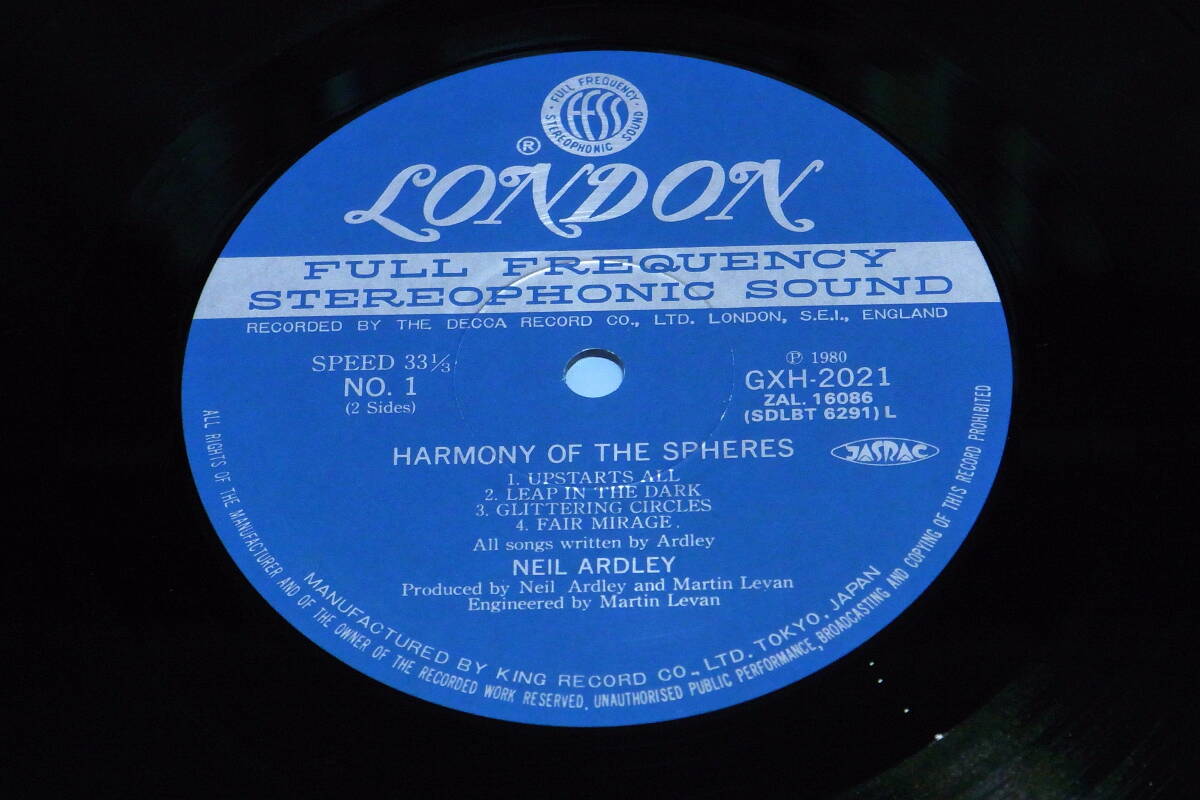 FULL FREQUENCY
FFSS
STEREOPHONIC SOUND
®
LONDON
FULL FREQUENCY
STEREOPHONIC SOUND
RECORDED BY THE DECCA RECORD CO., LTD. LONDON, S.E.I., ENGLAND
SPEED 33⅓
NO. 1
(2 Sides)
Ⓟ 1980
GXH-2021
ZAL. 16086
(SDLBT 6291) L
HARMONY OF THE SPHERES
JASRAC
1. UPSTARTS ALL
2. LEAP IN THE DARK
3. GLITTERING CIRCLES
4. FAIR MIRAGE.
All songs written by Ardley
NEIL ARDLEY
Produced by Neil Ardley and Martin Levan
Engineered by Martin Levan
MANUFACTURED BY KING RECORD CO., LTD. TOKYO, JAPAN
ALL RIGHTS OF THE MANUFACTURER AND OF THE OWNER OF THE RECORDED WORK RESERVED, UNAUTHORISED PUBLIC PERFORMANCE, BROADCASTING AND COPYING OF THIS RECORD PROHIBITED